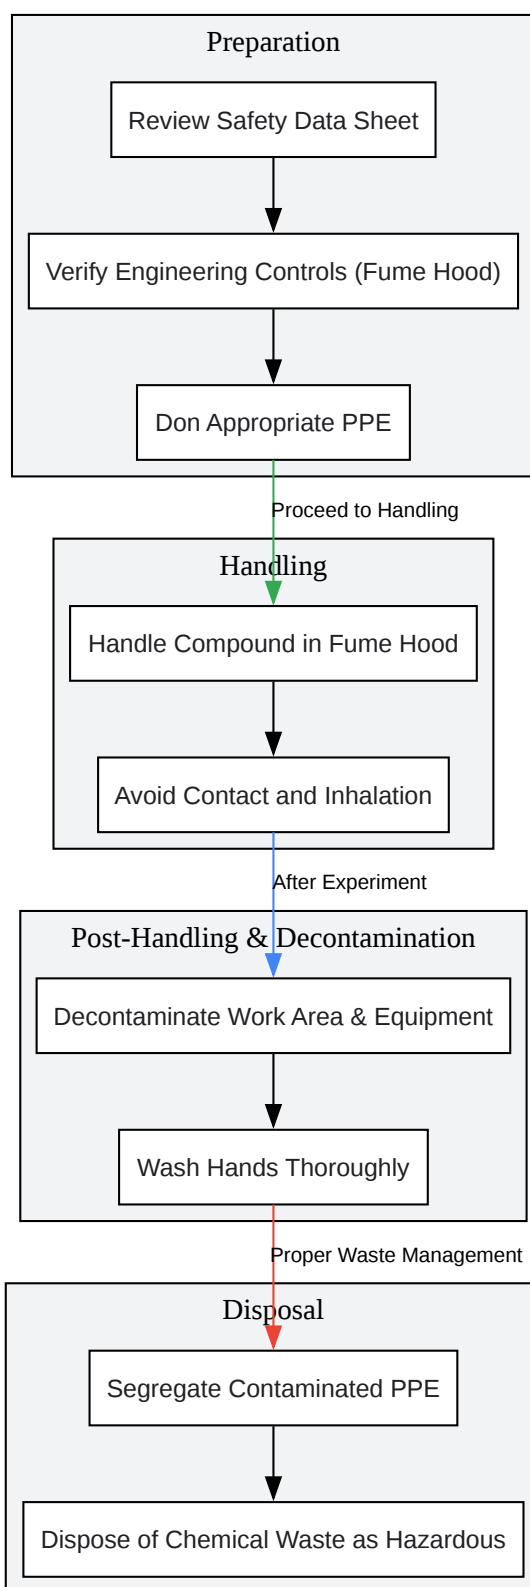 Preparation
Review Safety Data Sheet
Verify Engineering Controls (Fume Hood)
Don Appropriate PPE
Proceed to Handling
Handling
Handle Compound in Fume Hood
Avoid Contact and Inhalation
After Experiment
Post-Handling & Decontamination
Decontaminate Work Area & Equipment
Wash Hands Thoroughly
Proper Waste Management
Disposal
Segregate Contaminated PPE
Dispose of Chemical Waste as Hazardous